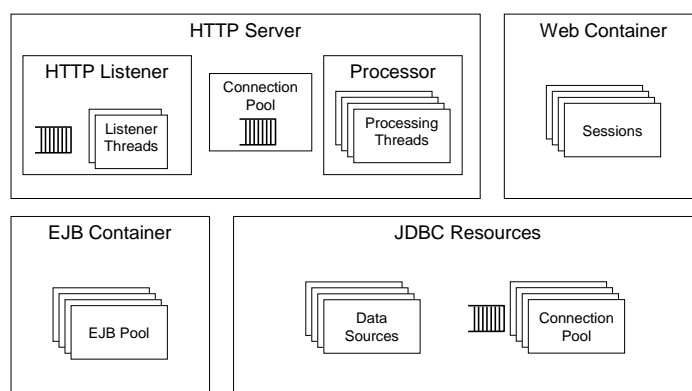 HTTP Server
HTTP Listener
Listener
Threads
Connection
Pool
Processor
Processing
Threads
Web Container
Sessions
EJB Container
EJB Pool
JDBC Resources
Data
Sources
Connection
Pool